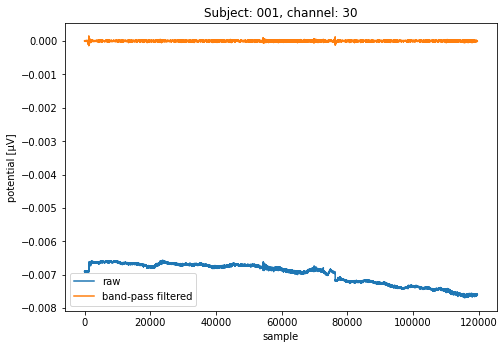 Subject: 001, channel: 30
0.000
−0.001
−0.002
−0.003
−0.004
−0.005
−0.006
−0.007
−0.008
potential [μV]
raw
band-pass filtered
0 20000 40000 60000 80000 100000 120000
sample